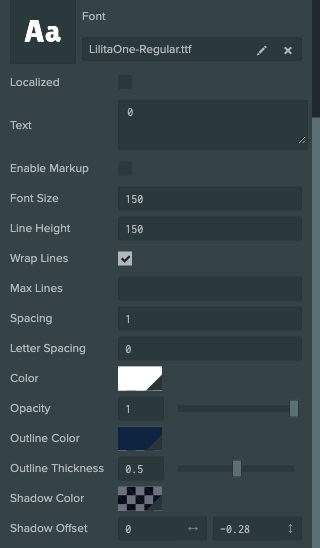 Aa
Font
LilitaOne-Regular.ttf
Localized
Text 0
Enable Markup
Font Size 150
Line Height 150
Wrap Lines
Max Lines
Spacing 1
Letter Spacing 0
Color
Opacity 1
Outline Color
Outline Thickness 0.5
Shadow Color
Shadow Offset 0 -0.28